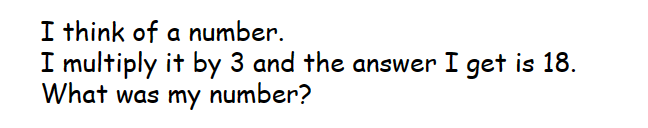 I think of a number.
I multiply it by 3 and the answer I get is 18.
What was my number?